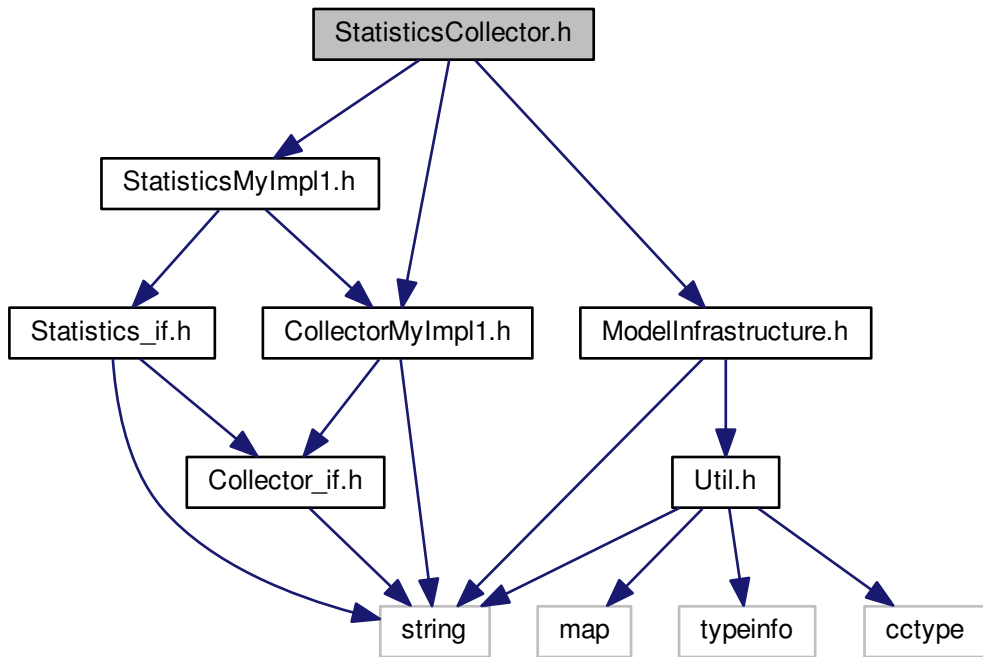 StatisticsCollector.h
StatisticsMyImpl1.h
Statistics_if.h
CollectorMyImpl1.h
ModelInfrastructure.h
Collector_if.h
Util.h
string
map
typeinfo
cctype